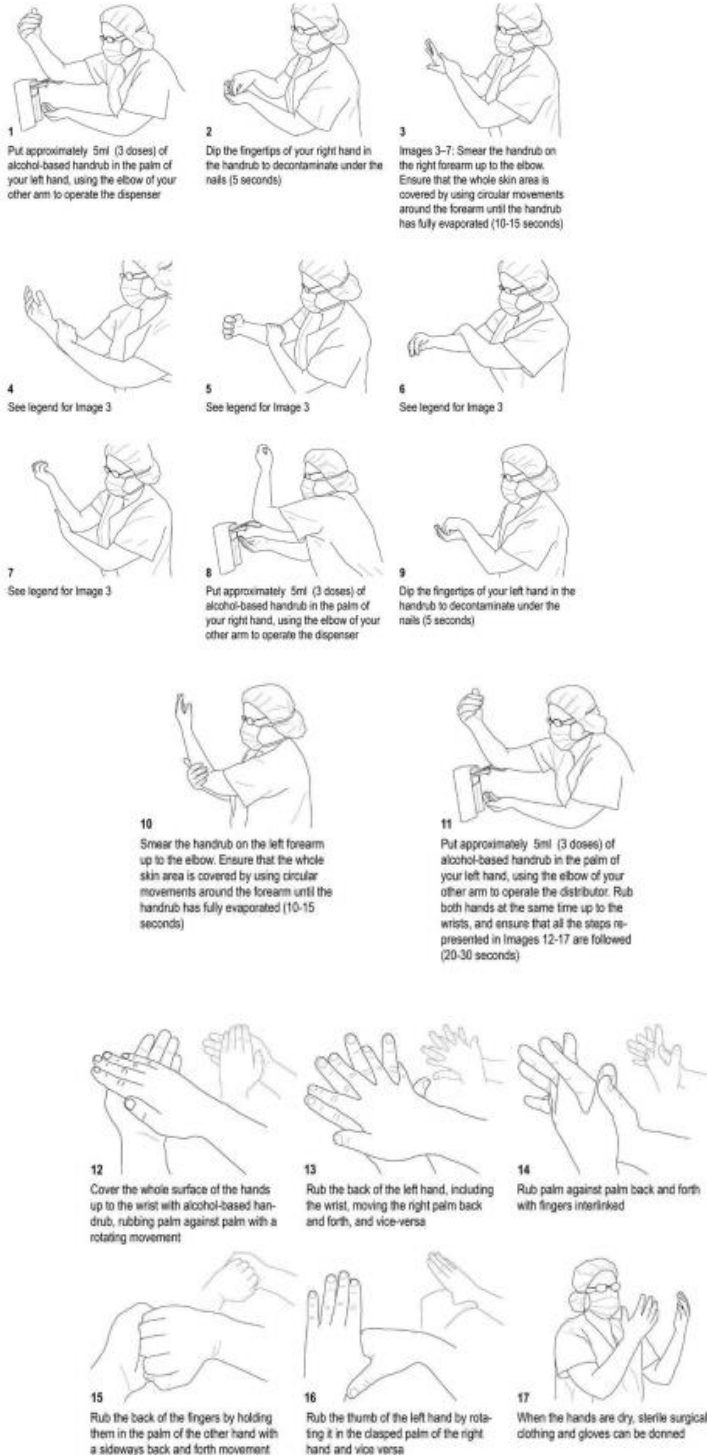 1
Put approximately 5ml (3 doses) of
alcohol-based handrub in the palm of
your left hand, using the elbow of your
other arm to operate the dispenser
2
Dip the fingertips of your right hand in
the handrub to decontaminate under the
nails (5 seconds)
3
Images 3–7: Smear the handrub on
the right forearm up to the elbow.
Ensure that the whole skin area is
covered by using circular movements
around the forearm until the handrub
has fully evaporated (10-15 seconds)
4
See legend for Image 3
5
See legend for Image 3
6
See legend for Image 3
7
See legend for Image 3
8
Put approximately 5ml (3 doses) of
alcohol-based handrub in the palm of
your right hand, using the elbow of your
other arm to operate the dispenser
9
Dip the fingertips of your left hand in the
handrub to decontaminate under the
nails (5 seconds)
10
Smear the handrub on the left forearm
up to the elbow. Ensure that the whole
skin area is covered by using circular
movements around the forearm until the
handrub has fully evaporated (10-15
seconds)
11
Put approximately 5ml (3 doses) of
alcohol-based handrub in the palm of
your left hand, using the elbow of your
other arm to operate the distributor. Rub
both hands at the same time up to the
wrists, and ensure that all the steps re-
presented in Images 12-17 are followed
(20-30 seconds)
12
Cover the whole surface of the hands
up to the wrist with alcohol-based han-
drub, rubbing palm against palm with a
rotating movement
13
Rub the back of the left hand, including
the wrist, moving the right palm back
and forth, and vice-versa
14
Rub palm against palm back and forth
with fingers interlinked
15
Rub the back of the fingers by holding
them in the palm of the other hand with
a sideways back and forth movement
16
Rub the thumb of the left hand by rota-
ting it in the clasped palm of the right
hand and vice versa
17
When the hands are dry, sterile surgical
clothing and gloves can be donned